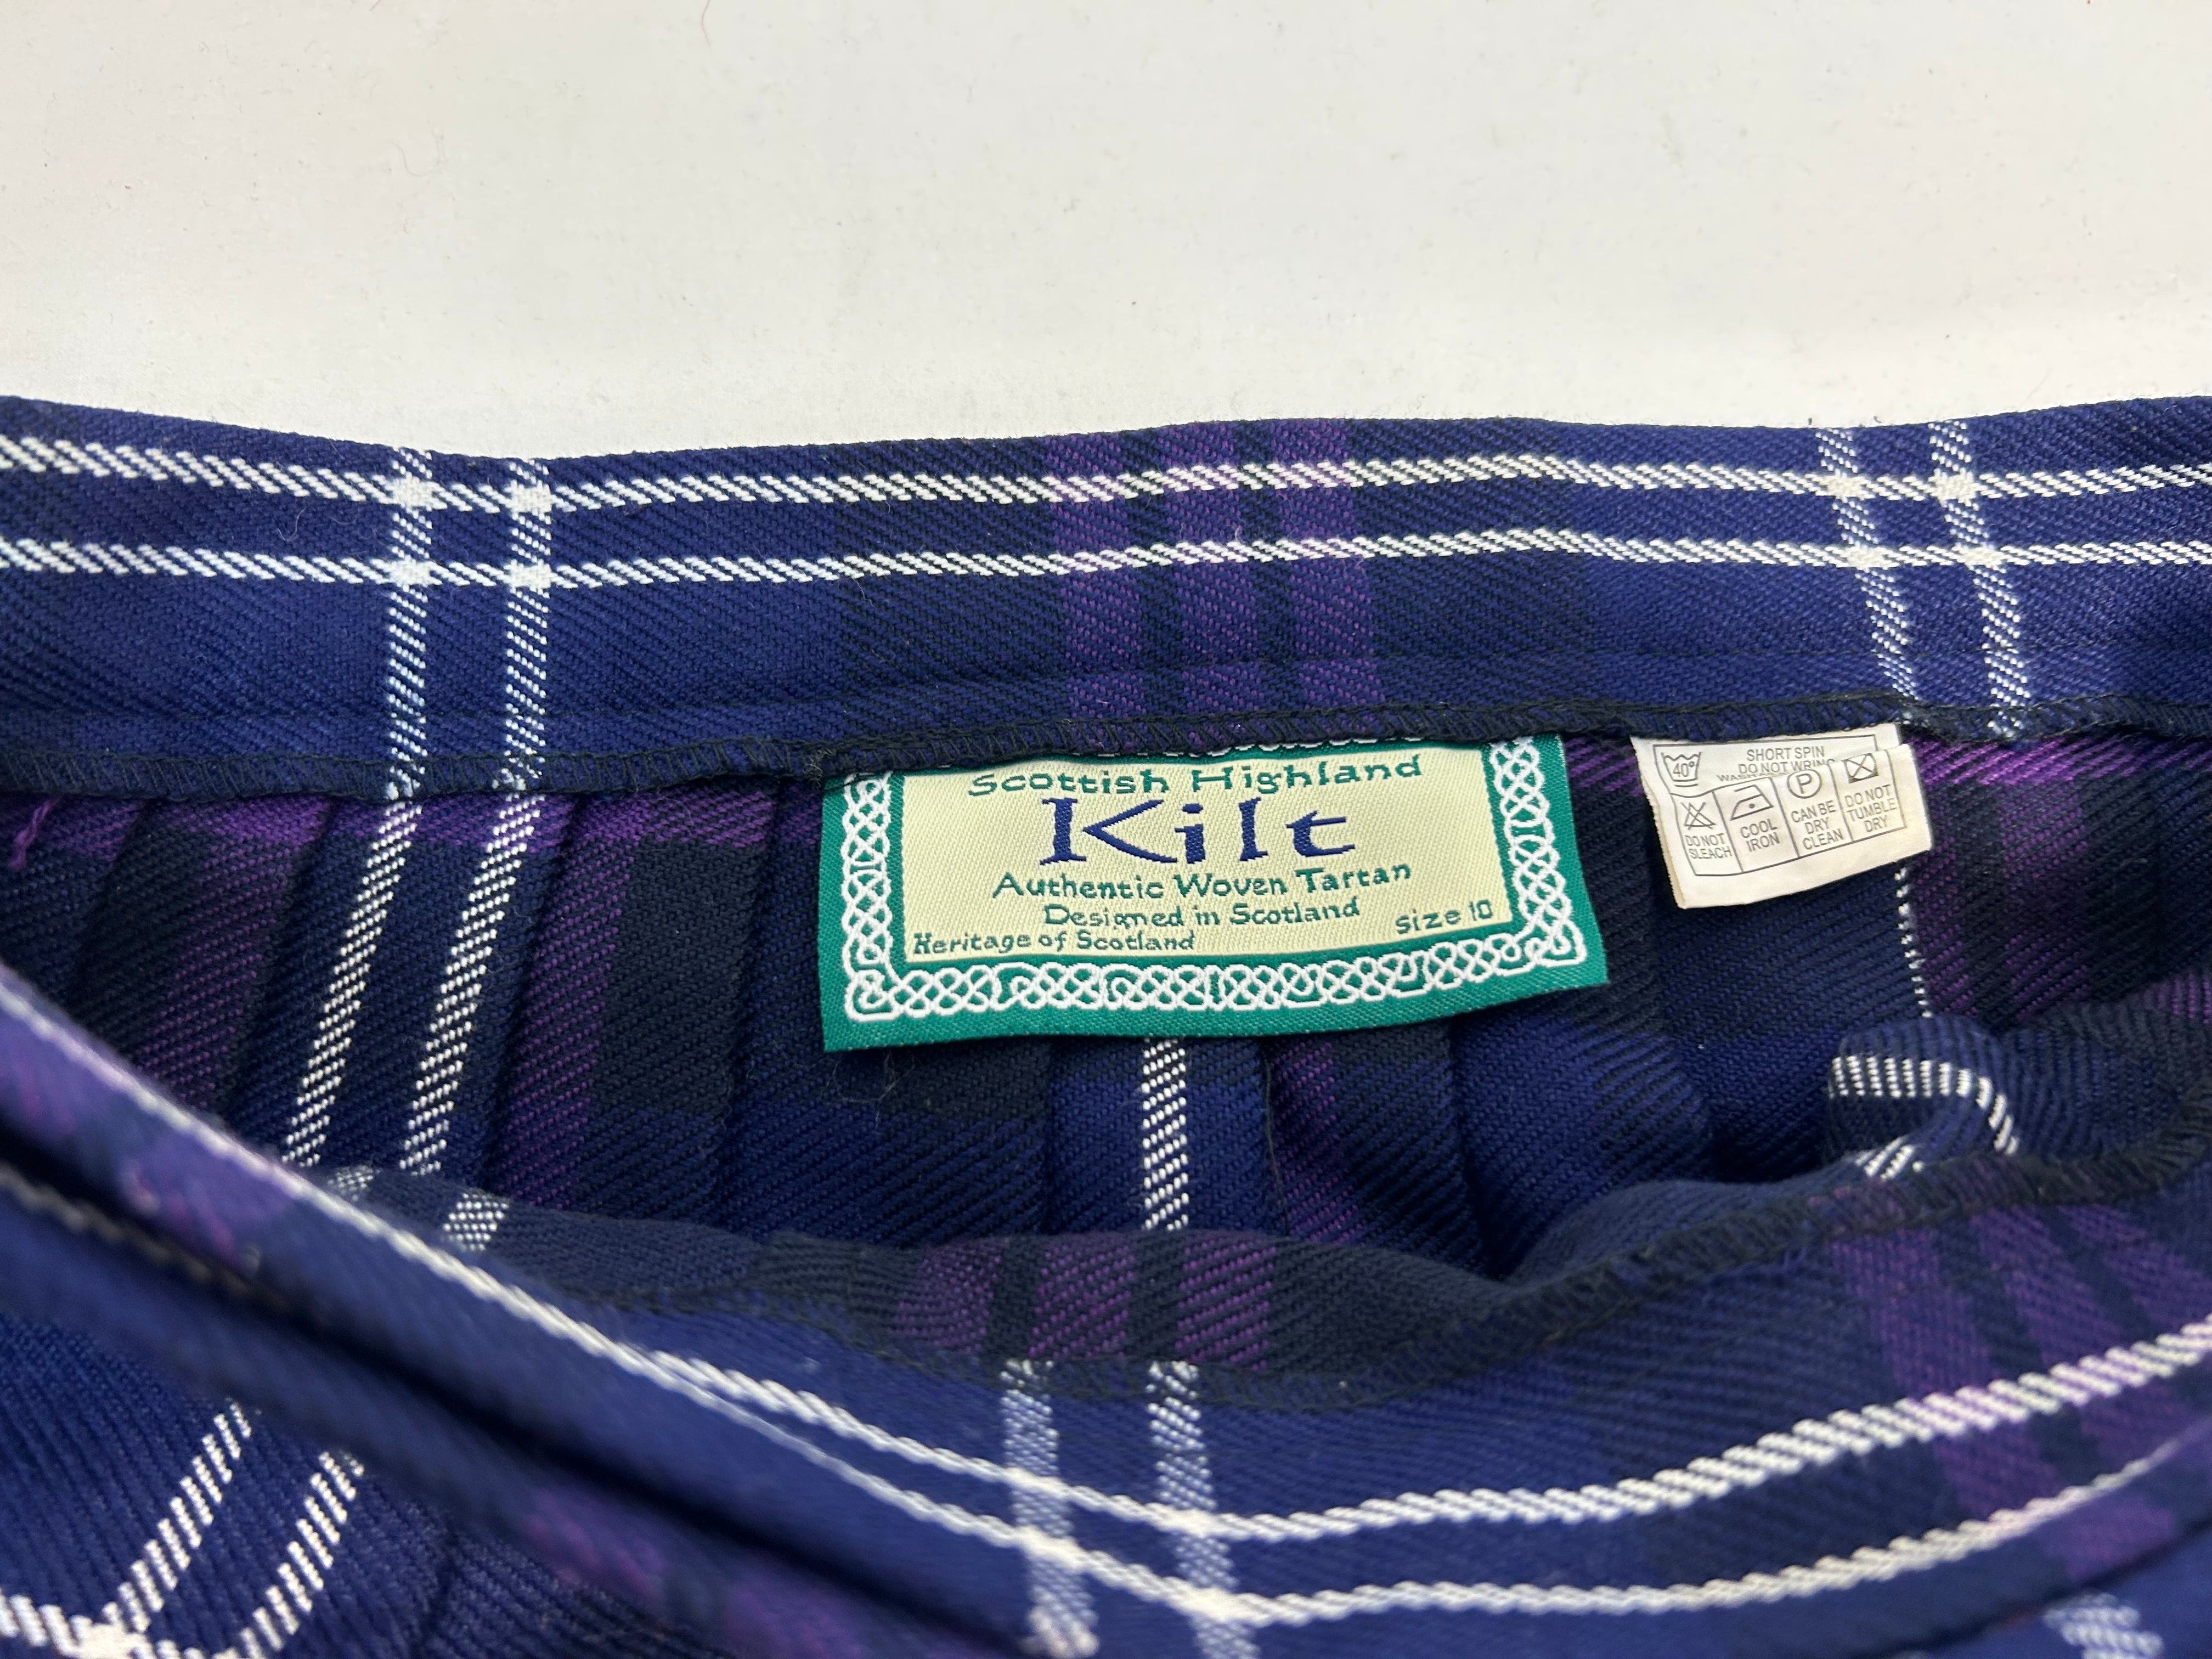 Scottish Highland
Kilt
Authentic Woven Tartan
Designed in Scotland
Size 10
Heritage of Scotland
40°
SHORT SPIN
DO NOT WRING
DO NOT
BLEACH
COOL
IRON
CAN BE
DRY
CLEAN
DO NOT
TUMBLE
DRY
P